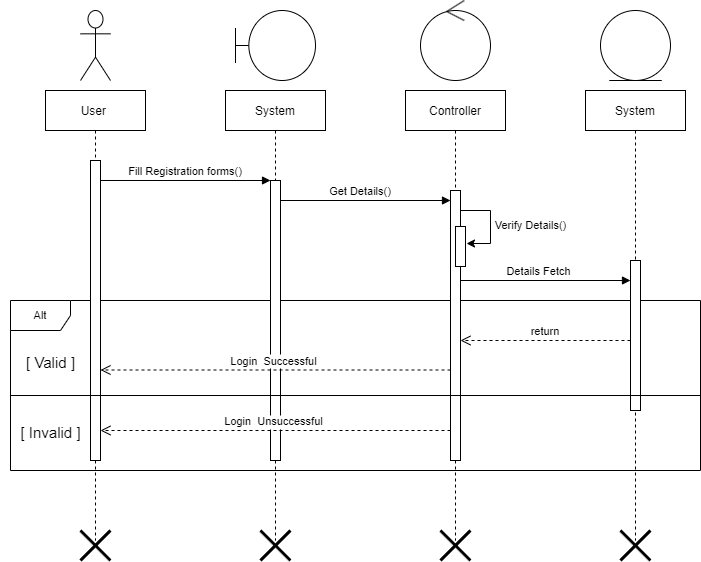 User
System
Controller
System
Fill Registration forms()
Get Details()
Verify Details()
Details Fetch
Alt
return
[ Valid ]
Login Successful
Login Unsuccessful
[ Invalid ]